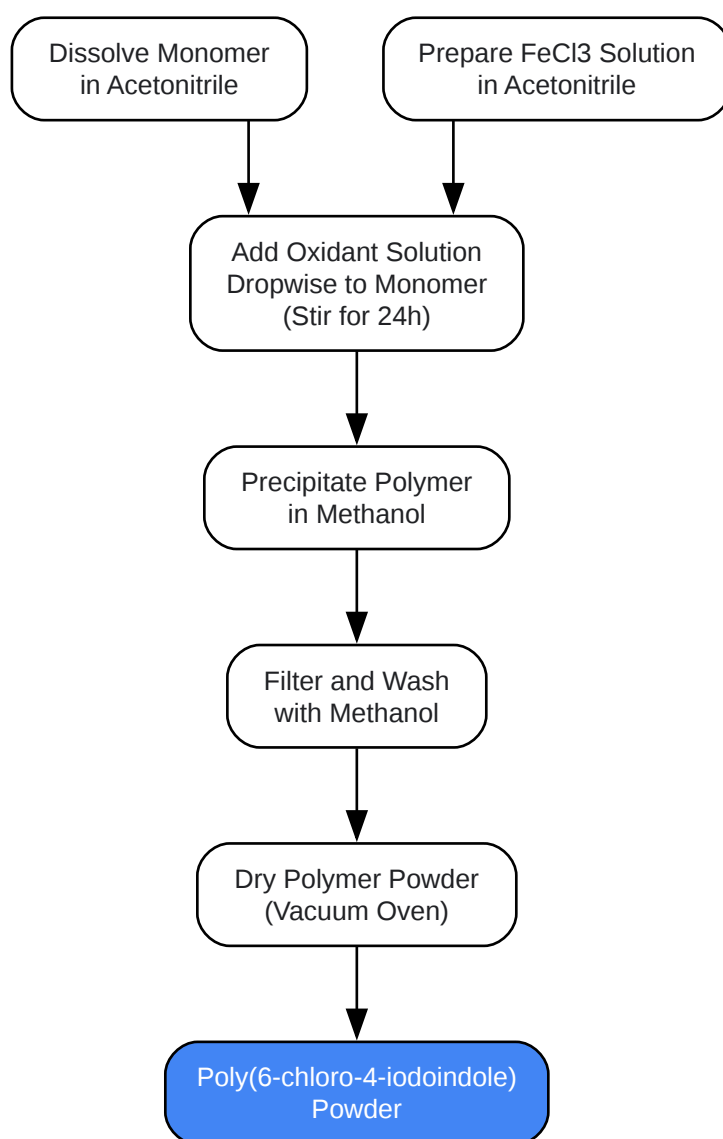 Dissolve Monomer
in Acetonitrile
Prepare FeCl3 Solution
in Acetonitrile
Add Oxidant Solution
Dropwise to Monomer
(Stir for 24h)
Precipitate Polymer
in Methanol
Filter and Wash
with Methanol
Dry Polymer Powder
(Vacuum Oven)
Poly(6-chloro-4-iodoindole)
Powder